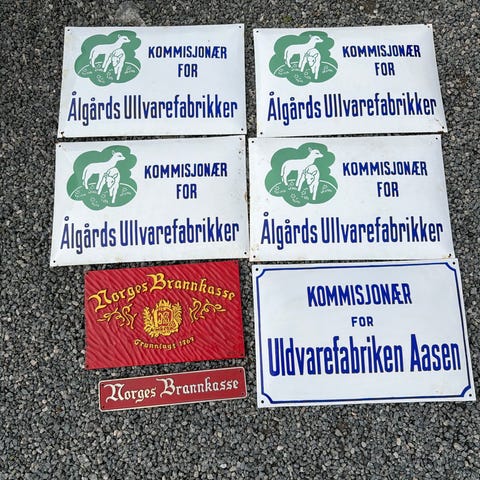 KOMMISJONÆR
FOR
Ålgårds Ullvarefabrikker
KOMMISJONÆR
FOR
Ålgårds Ullvarefabrikker
KOMMISJONÆR
FOR
Ålgårds Ullvarefabrikker
KOMMISJONÆR
FOR
Ålgårds Ullvarefabrikker
Norges Brannkasse
Grunnlagt 1767
Norges Brannkasse
KOMMISJONÆR
FOR
Uldvarefabriken Aasen